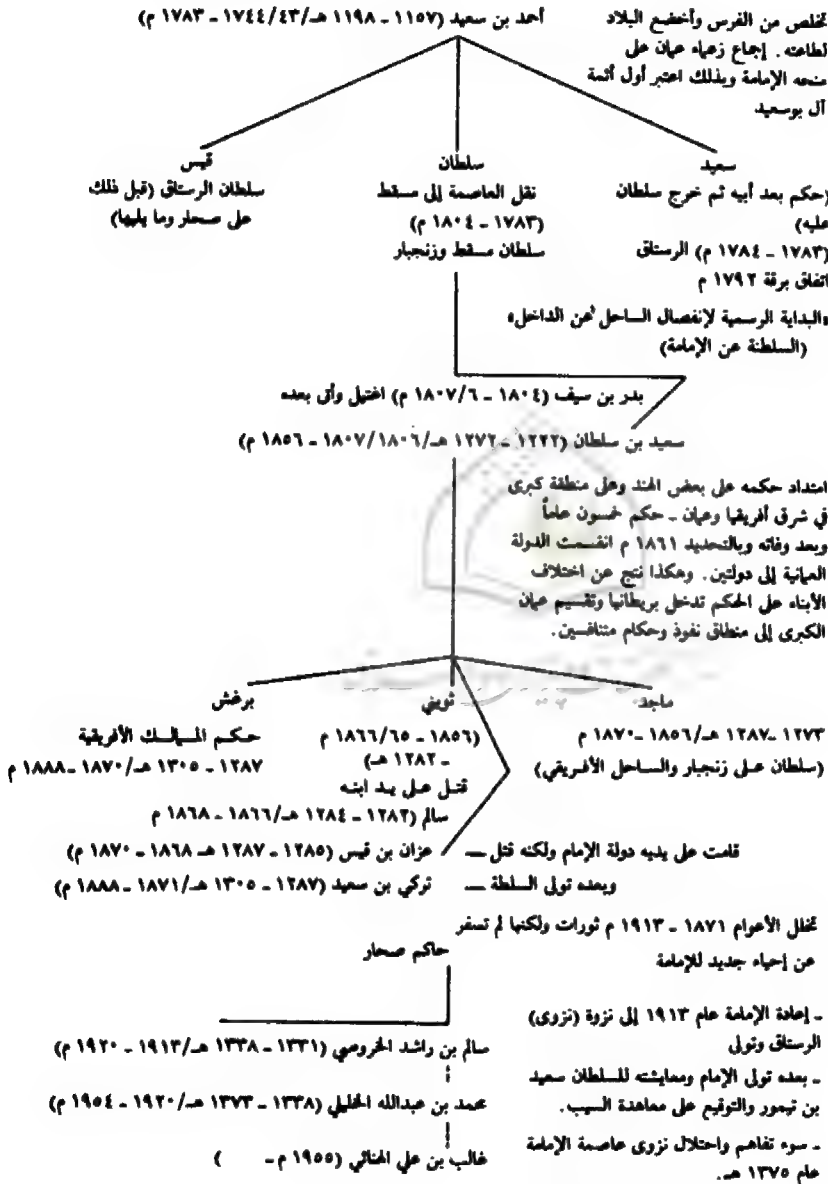 تخلص من الفرس وأخضع البلاد
لطاعته. إجماع زعماء عمان على
منحه الإمامة وبذلك اعتبر أول أئمة
آل بوسعيد
أحمد بن سعيد (١١٥٧ - ١١٩٨ هـ/١٧٤٤/٤٣ - ١٧٨٣ م)
سعيد
(حكم بعد أبيه ثم خرج سلطان
عليه)
(١٧٨٣ - ١٧٨٤ م) الرستاق
اتفاق برقة ١٧٩٢ م
«البداية الرسمية لإنفصال الساحل عن الداخل»
(السلطنة عن الإمامة)
سلطان
نقل العاصمة إلى مسقط
(١٧٨٣ - ١٨٠٤ م)
سلطان مسقط وزنجبار
قيس
سلطان الرستاق (قبل ذلك
على صحار وما يليها)
بدر بن سيف (١٨٠٤ - ١٨٠٧/٦ م) اغتيل وأتى بعده
سعيد بن سلطان (١٢٢٢ - ١٢٧٢ هـ/١٨٠٧/١٨٠٦ - ١٨٥٦ م)
امتداد حكمه على بعض الهند وعلى منطقة كبرى
في شرق أفريقيا وعمان - حكم خمسون عاماً
وبعد وفاته وبالتحديد ١٨٦١ م انقسمت الدولة
العمانية إلى دولتين. وهكذا نتج عن اختلاف
الأبناء على الحكم تدخل بريطانيا وتقسيم عمان
الكبرى إلى مناطق نفوذ وحكام متنافسين.
ماجد
١٢٧٣ - ١٢٨٧ هـ/١٨٥٦ - ١٨٧٠ م
(سلطان على زنجبار والساحل الأفريقي)
ثويني
(١٨٥٦ - ١٨٦٦/٦٥ م
- ١٢٨٢ هـ)
قتل على يد ابنه
سالم (١٢٨٢ - ١٢٨٤ هـ/١٨٦٦ - ١٨٦٨ م
برغش
حكم الممالك الأفريقية
١٢٨٧ - ١٣٠٥ هـ/١٨٧٠ - ١٨٨٨ م
قامت على يديه دولة الإمام ولكنه قتل — عزان بن قيس (١٢٨٥ - ١٢٨٧ هـ ١٨٦٨ - ١٨٧٠ م)
وبعده تولى السلطة — تركي بن سعيد (١٢٨٧ - ١٣٠٥ هـ/١٨٧١ - ١٨٨٨ م)
تخلل الأعوام ١٨٧١ - ١٩١٣ م ثورات ولكنها لم تسفر
عن إحياء جديد للإمامة
حاكم صحار
- إعادة الإمامة عام ١٩١٣ إلى نزوة (نزوى)
الرستاق وتولى
سالم بن راشد الخروصي (١٣٣١ - ١٣٣٨ هـ/١٩١٣ - ١٩٢٠ م)
- بعده تولى الإمام ومعايشته للسلطان سعيد
بن تيمور والتوقيع على معاهدة السيب.
محمد بن عبدالله الخليلي (١٣٣٨ - ١٣٧٣ هـ/١٩٢٠ - ١٩٥٤ م)
- سوء تفاهم واحتلال نزوى عاصمة الإمامة
عام ١٣٧٥ هـ.
غالب بن علي الهنائي (١٩٥٥ م - )